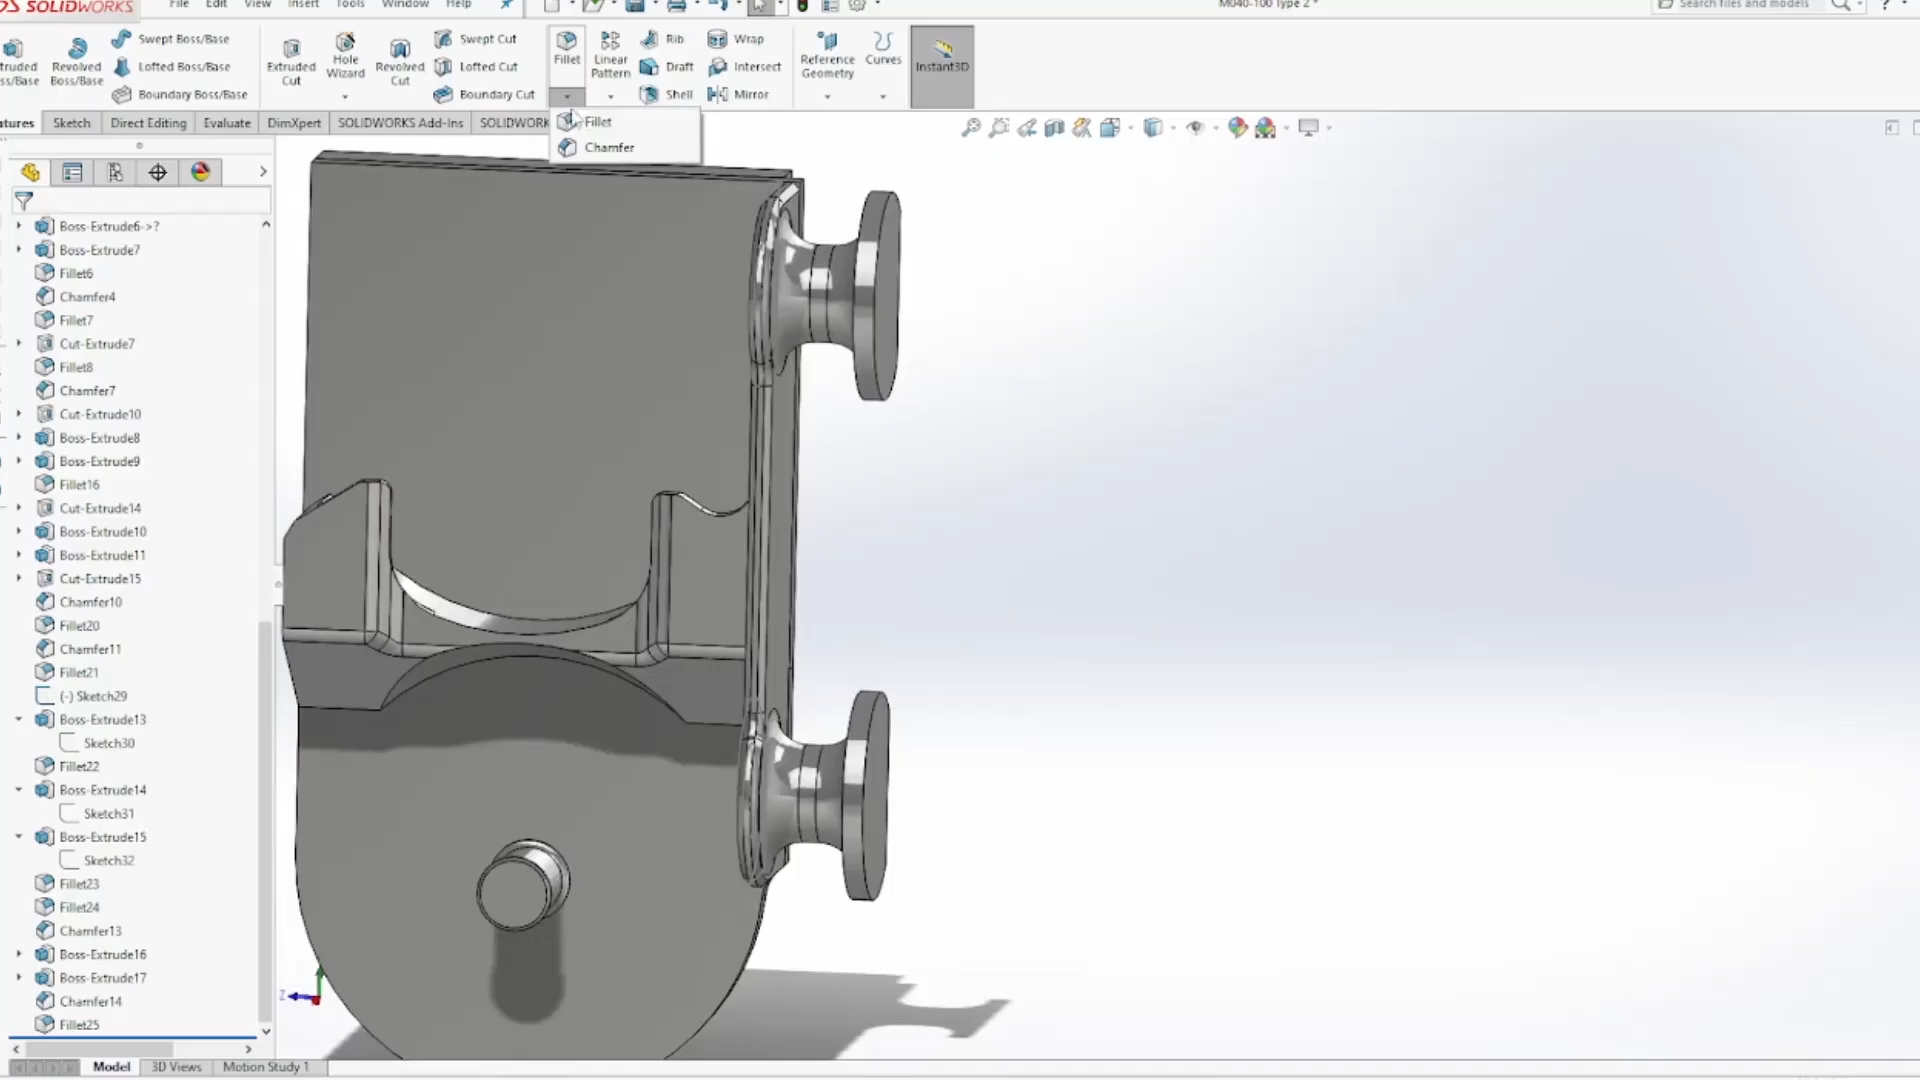 SOLIDWORKS File Edit View Insert Tools Window Help M040-100 Type 2 * Search files and models ?
Swept Boss/Base
Lofted Boss/Base
Boundary Boss/Base
truded
ss/Base
Revolved
Boss/Base
Extruded
Cut
Hole
Wizard
Revolved
Cut
Swept Cut
Lofted Cut
Boundary Cut
Fillet
Linear
Pattern
Rib
Draft
Shell
Wrap
Intersect
Mirror
Reference
Geometry
Curves
Instant3D
atures Sketch Direct Editing Evaluate DimXpert SOLIDWORKS Add-Ins SOLIDWORK
Fillet
Chamfer
Boss-Extrude6->?
Boss-Extrude7
Fillet6
Chamfer4
Fillet7
Cut-Extrude7
Fillet8
Chamfer7
Cut-Extrude10
Boss-Extrude8
Boss-Extrude9
Fillet16
Cut-Extrude14
Boss-Extrude10
Boss-Extrude11
Cut-Extrude15
Chamfer10
Fillet20
Chamfer11
Fillet21
(-) Sketch29
Boss-Extrude13
Sketch30
Fillet22
Boss-Extrude14
Sketch31
Boss-Extrude15
Sketch32
Fillet23
Fillet24
Chamfer13
Boss-Extrude16
Boss-Extrude17
Chamfer14
Fillet25
Z
Model 3D Views Motion Study 1